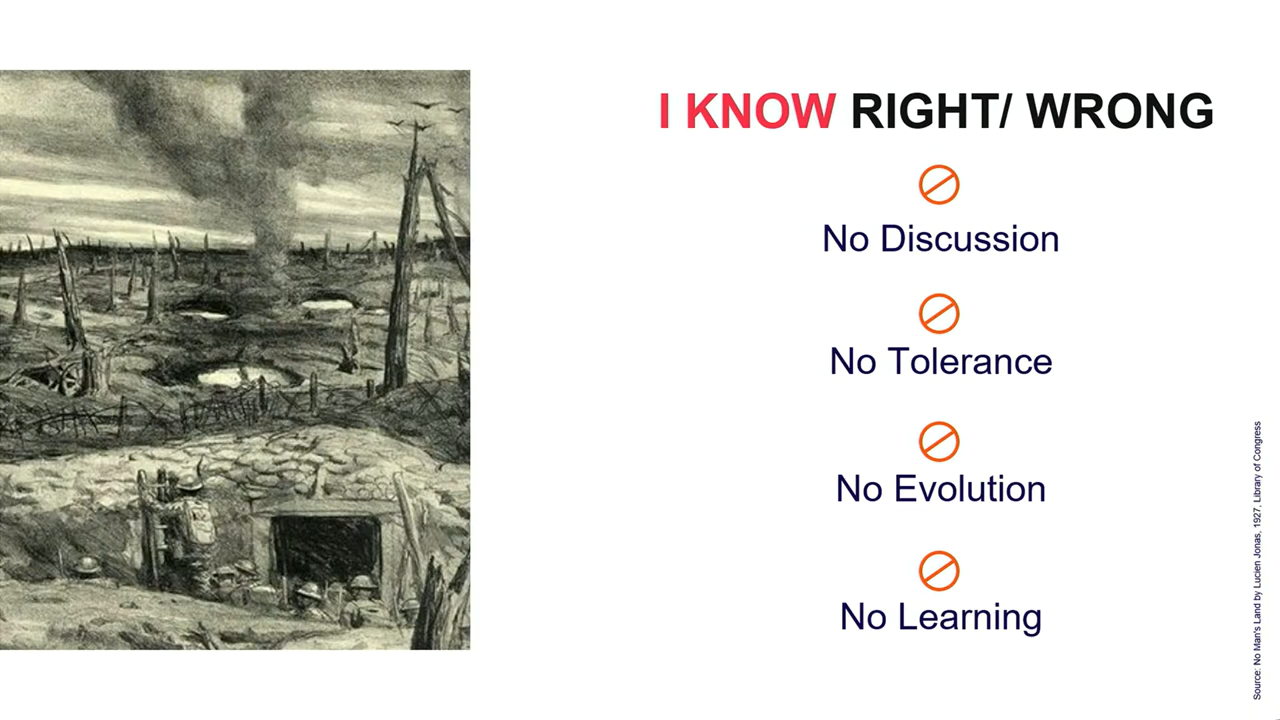 I KNOW RIGHT/ WRONG
No Discussion
No Tolerance
No Evolution
No Learning
Source: No Man's Land by Lucien Jonas, 1927, Library of Congress